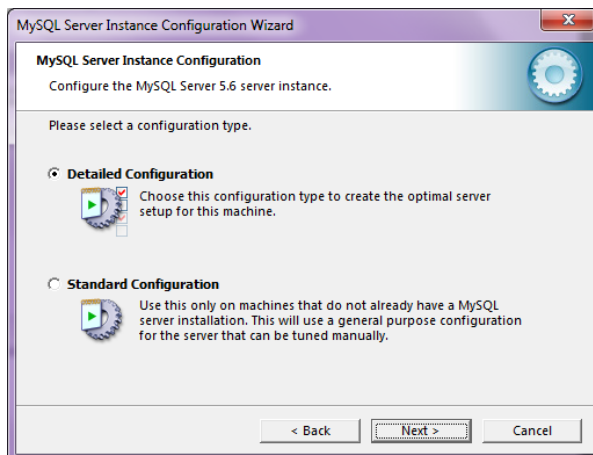 MySQL Server Instance Configuration Wizard
MySQL Server Instance Configuration
Configure the MySQL Server 5.6 server instance.
Please select a configuration type.
Detailed Configuration
Choose this configuration type to create the optimal server
setup for this machine.
Standard Configuration
Use this only on machines that do not already have a MySQL
server installation. This will use a general purpose configuration
for the server that can be tuned manually.
< Back
Next >
Cancel